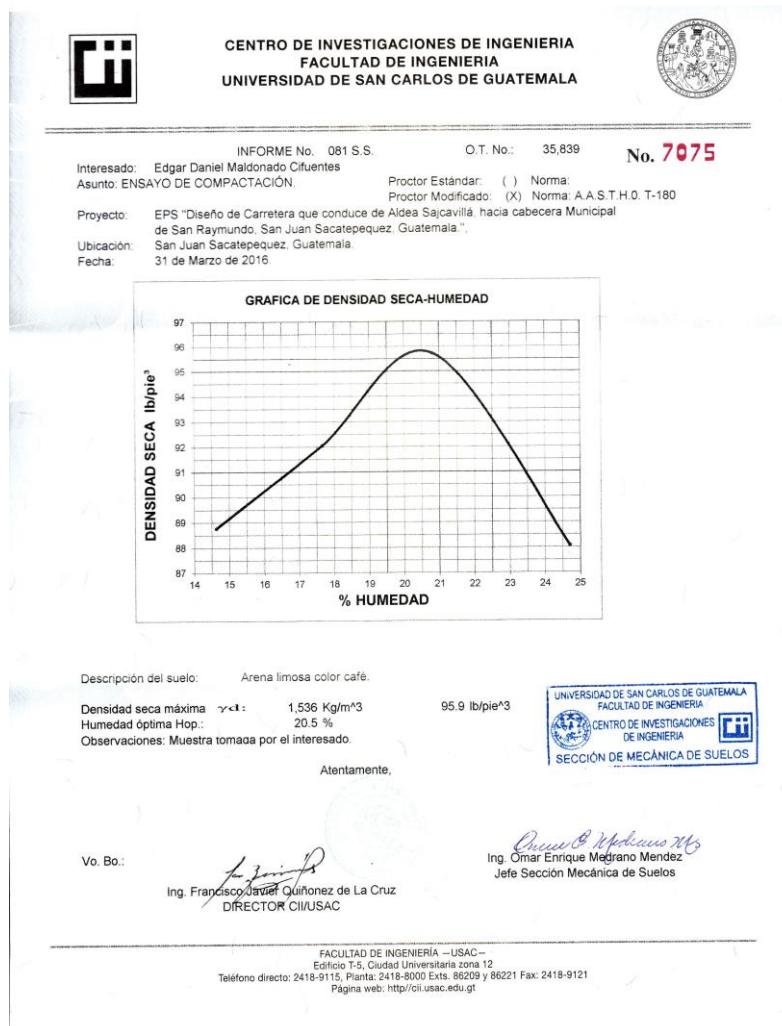 CENTRO DE INVESTIGACIONES DE INGENIERIA
FACULTAD DE INGENIERIA
UNIVERSIDAD DE SAN CARLOS DE GUATEMALA
INFORME No. 081 S.S. O.T. No.: 35,839 No. 7075
Interesado: Edgar Daniel Maldonado Cifuentes
Asunto: ENSAYO DE COMPACTACIÓN. Proctor Estándar: ( ) Norma:
Proctor Modificado: (X) Norma: A.A.S.T.H.0. T-180
Proyecto: EPS "Diseño de Carretera que conduce de Aldea Sajcavillá, hacia cabecera Municipal
de San Raymundo, San Juan Sacatepequez, Guatemala.",
Ubicación: San Juan Sacatepequez, Guatemala.
Fecha: 31 de Marzo de 2016.
GRAFICA DE DENSIDAD SECA-HUMEDAD
DENSIDAD SECA lb/pie³
97
96
95
94
93
92
91
90
89
88
87
14 15 16 17 18 19 20 21 22 23 24 25
% HUMEDAD
Descripción del suelo: Arena limosa color café.
Densidad seca máxima γd: 1,536 Kg/m^3 95.9 lb/pie^3
Humedad óptima Hop.: 20.5 %
Observaciones: Muestra tomada por el interesado.
UNIVERSIDAD DE SAN CARLOS DE GUATEMALA
FACULTAD DE INGENIERIA
CENTRO DE INVESTIGACIONES
DE INGENIERIA
SECCIÓN DE MECÁNICA DE SUELOS
Atentamente,
Vo. Bo.:
Ing. Omar Enrique Medrano Mendez
Jefe Sección Mecánica de Suelos
Ing. Francisco Javier Quiñonez de La Cruz
DIRECTOR CII/USAC
FACULTAD DE INGENIERÍA —USAC—
Edificio T-5, Ciudad Universitaria zona 12
Teléfono directo: 2418-9115, Planta: 2418-8000 Exts. 86209 y 86221 Fax: 2418-9121
Página web: http//cii.usac.edu.gt